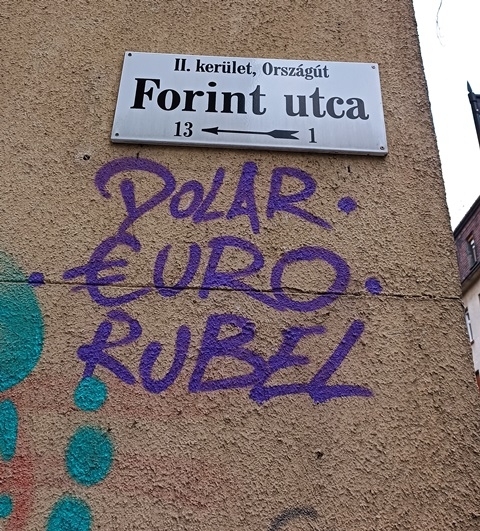 II. kerület, Országút
Forint utca
13 1
DOLAR.
.€URO.
RUBEL